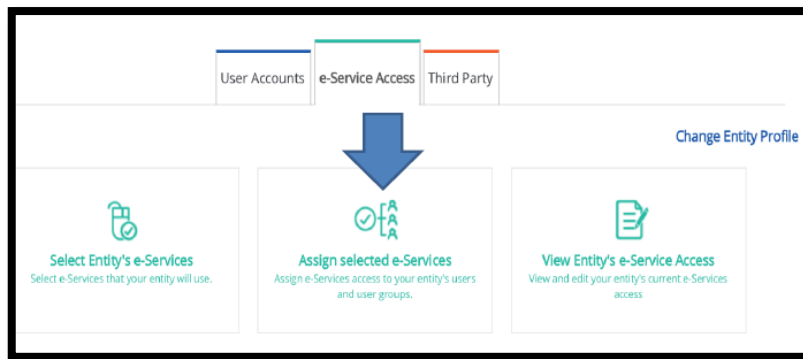 User Accounts
e-Service Access
Third Party
Change Entity Profile
Select Entity's e-Services
Select e-Services that your entity will use.
Assign selected e-Services
Assign e-Services access to your entity's users
and user groups.
View Entity's e-Service Access
View and edit your entity's current e-Services
access